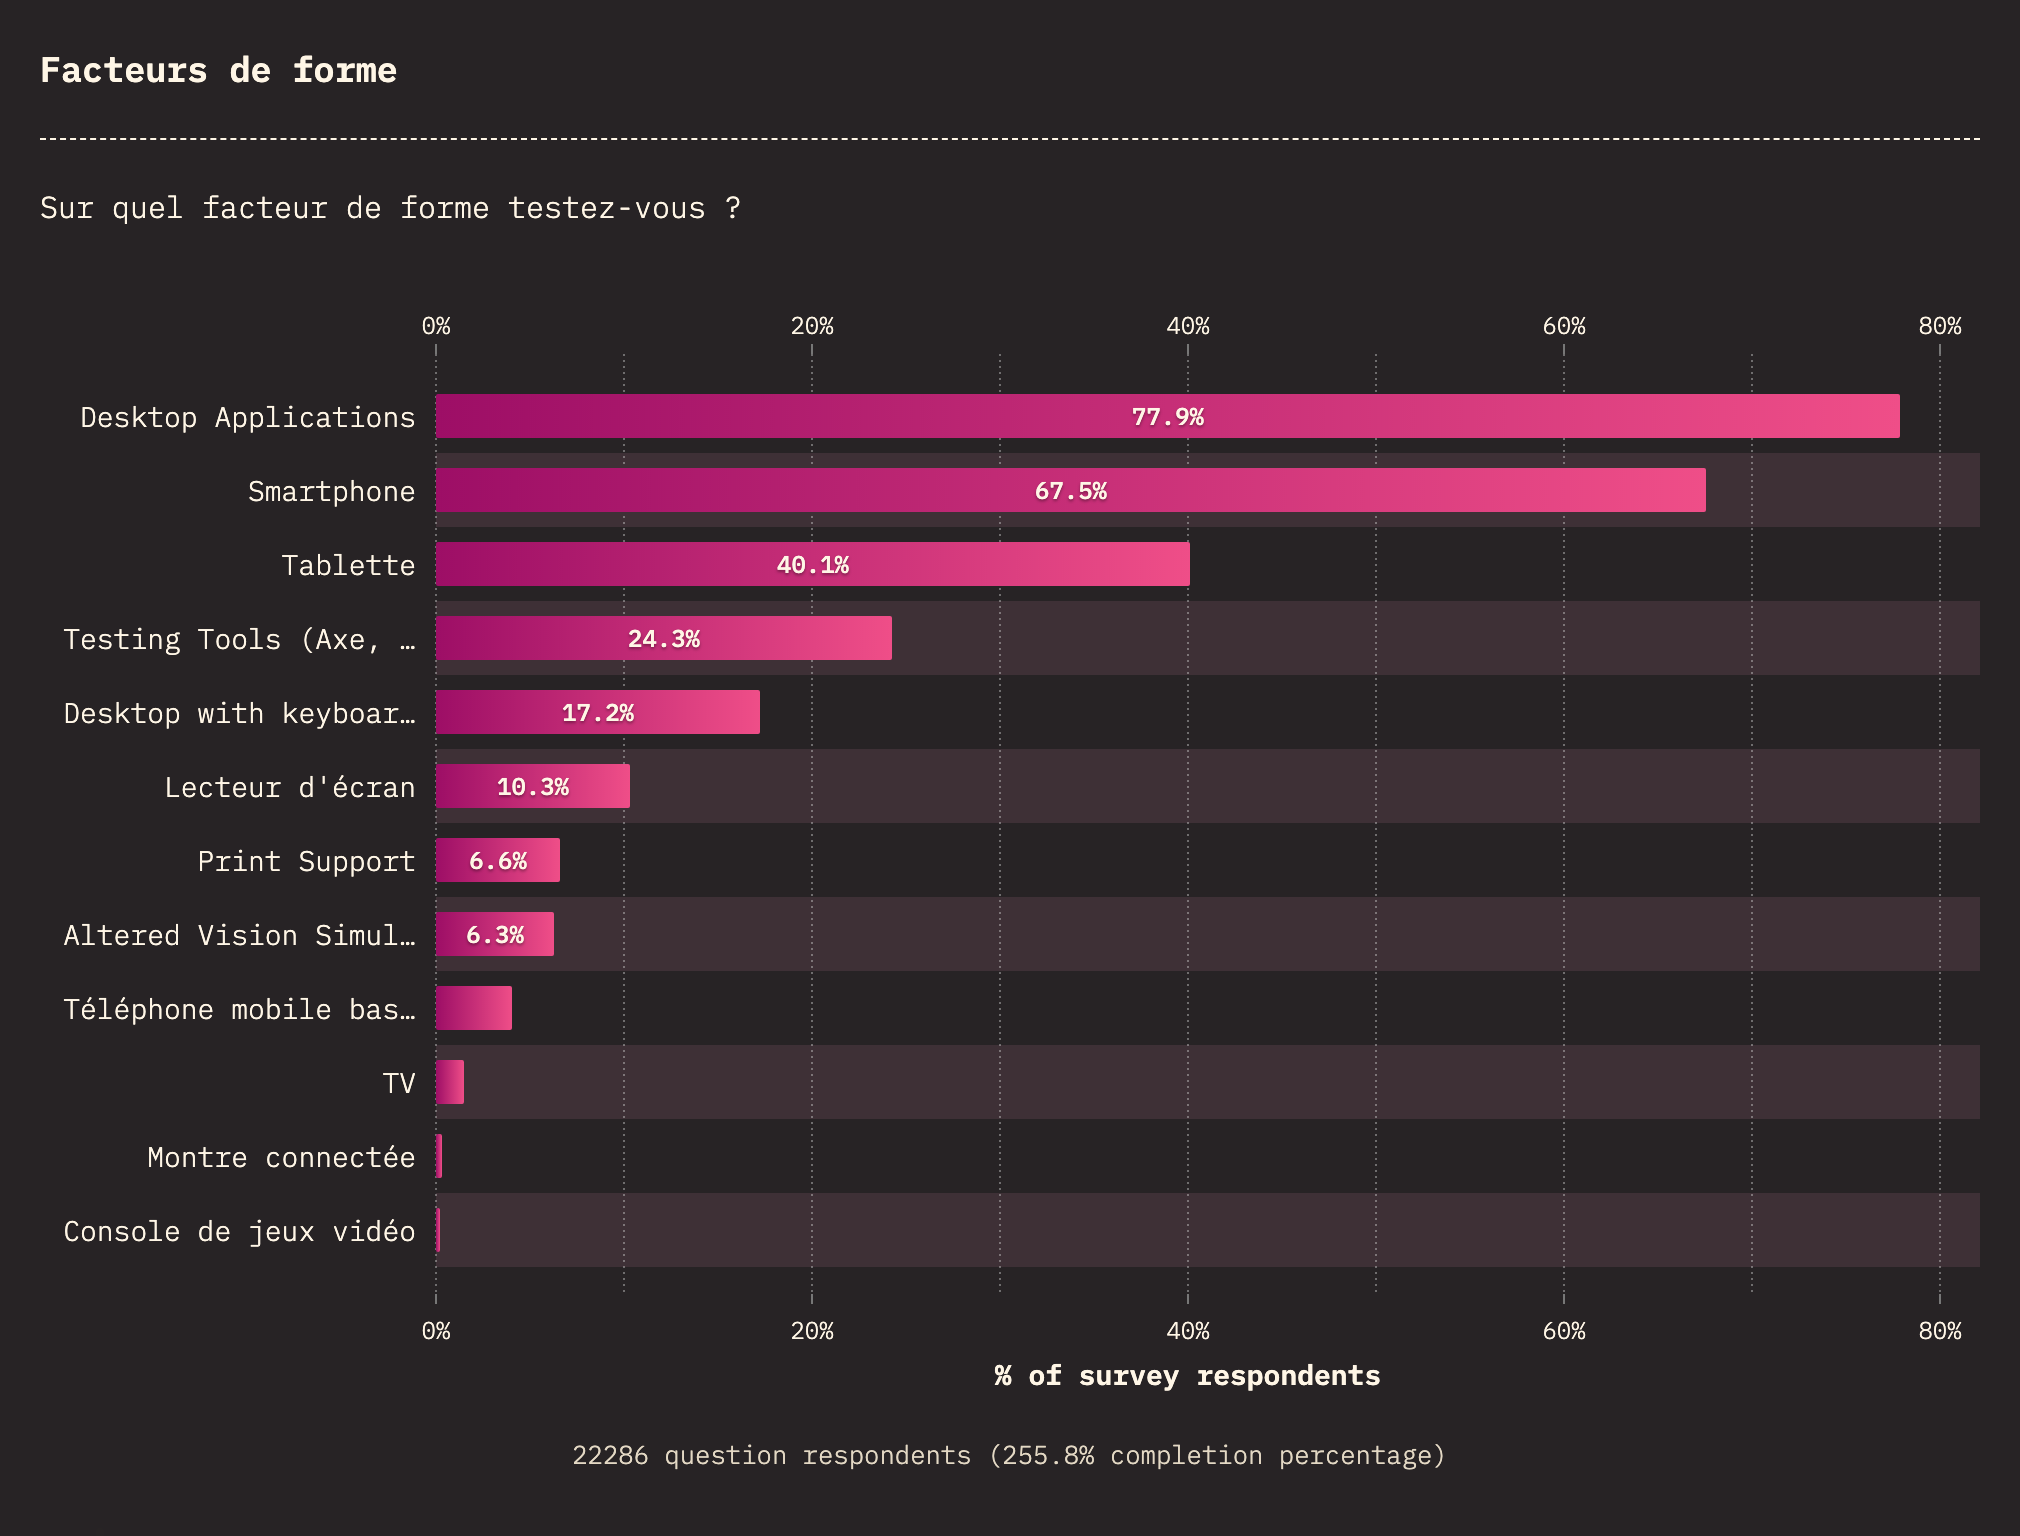 Facteurs de forme
Sur quel facteur de forme testez-vous ?
0% 20% 40% 60% 80%
Desktop Applications 77.9%
Smartphone 67.5%
Tablette 40.1%
Testing Tools (Axe, … 24.3%
Desktop with keyboar… 17.2%
Lecteur d'écran 10.3%
Print Support 6.6%
Altered Vision Simul… 6.3%
Téléphone mobile bas…
TV
Montre connectée
Console de jeux vidéo
0% 20% 40% 60% 80%
% of survey respondents
22286 question respondents (255.8% completion percentage)